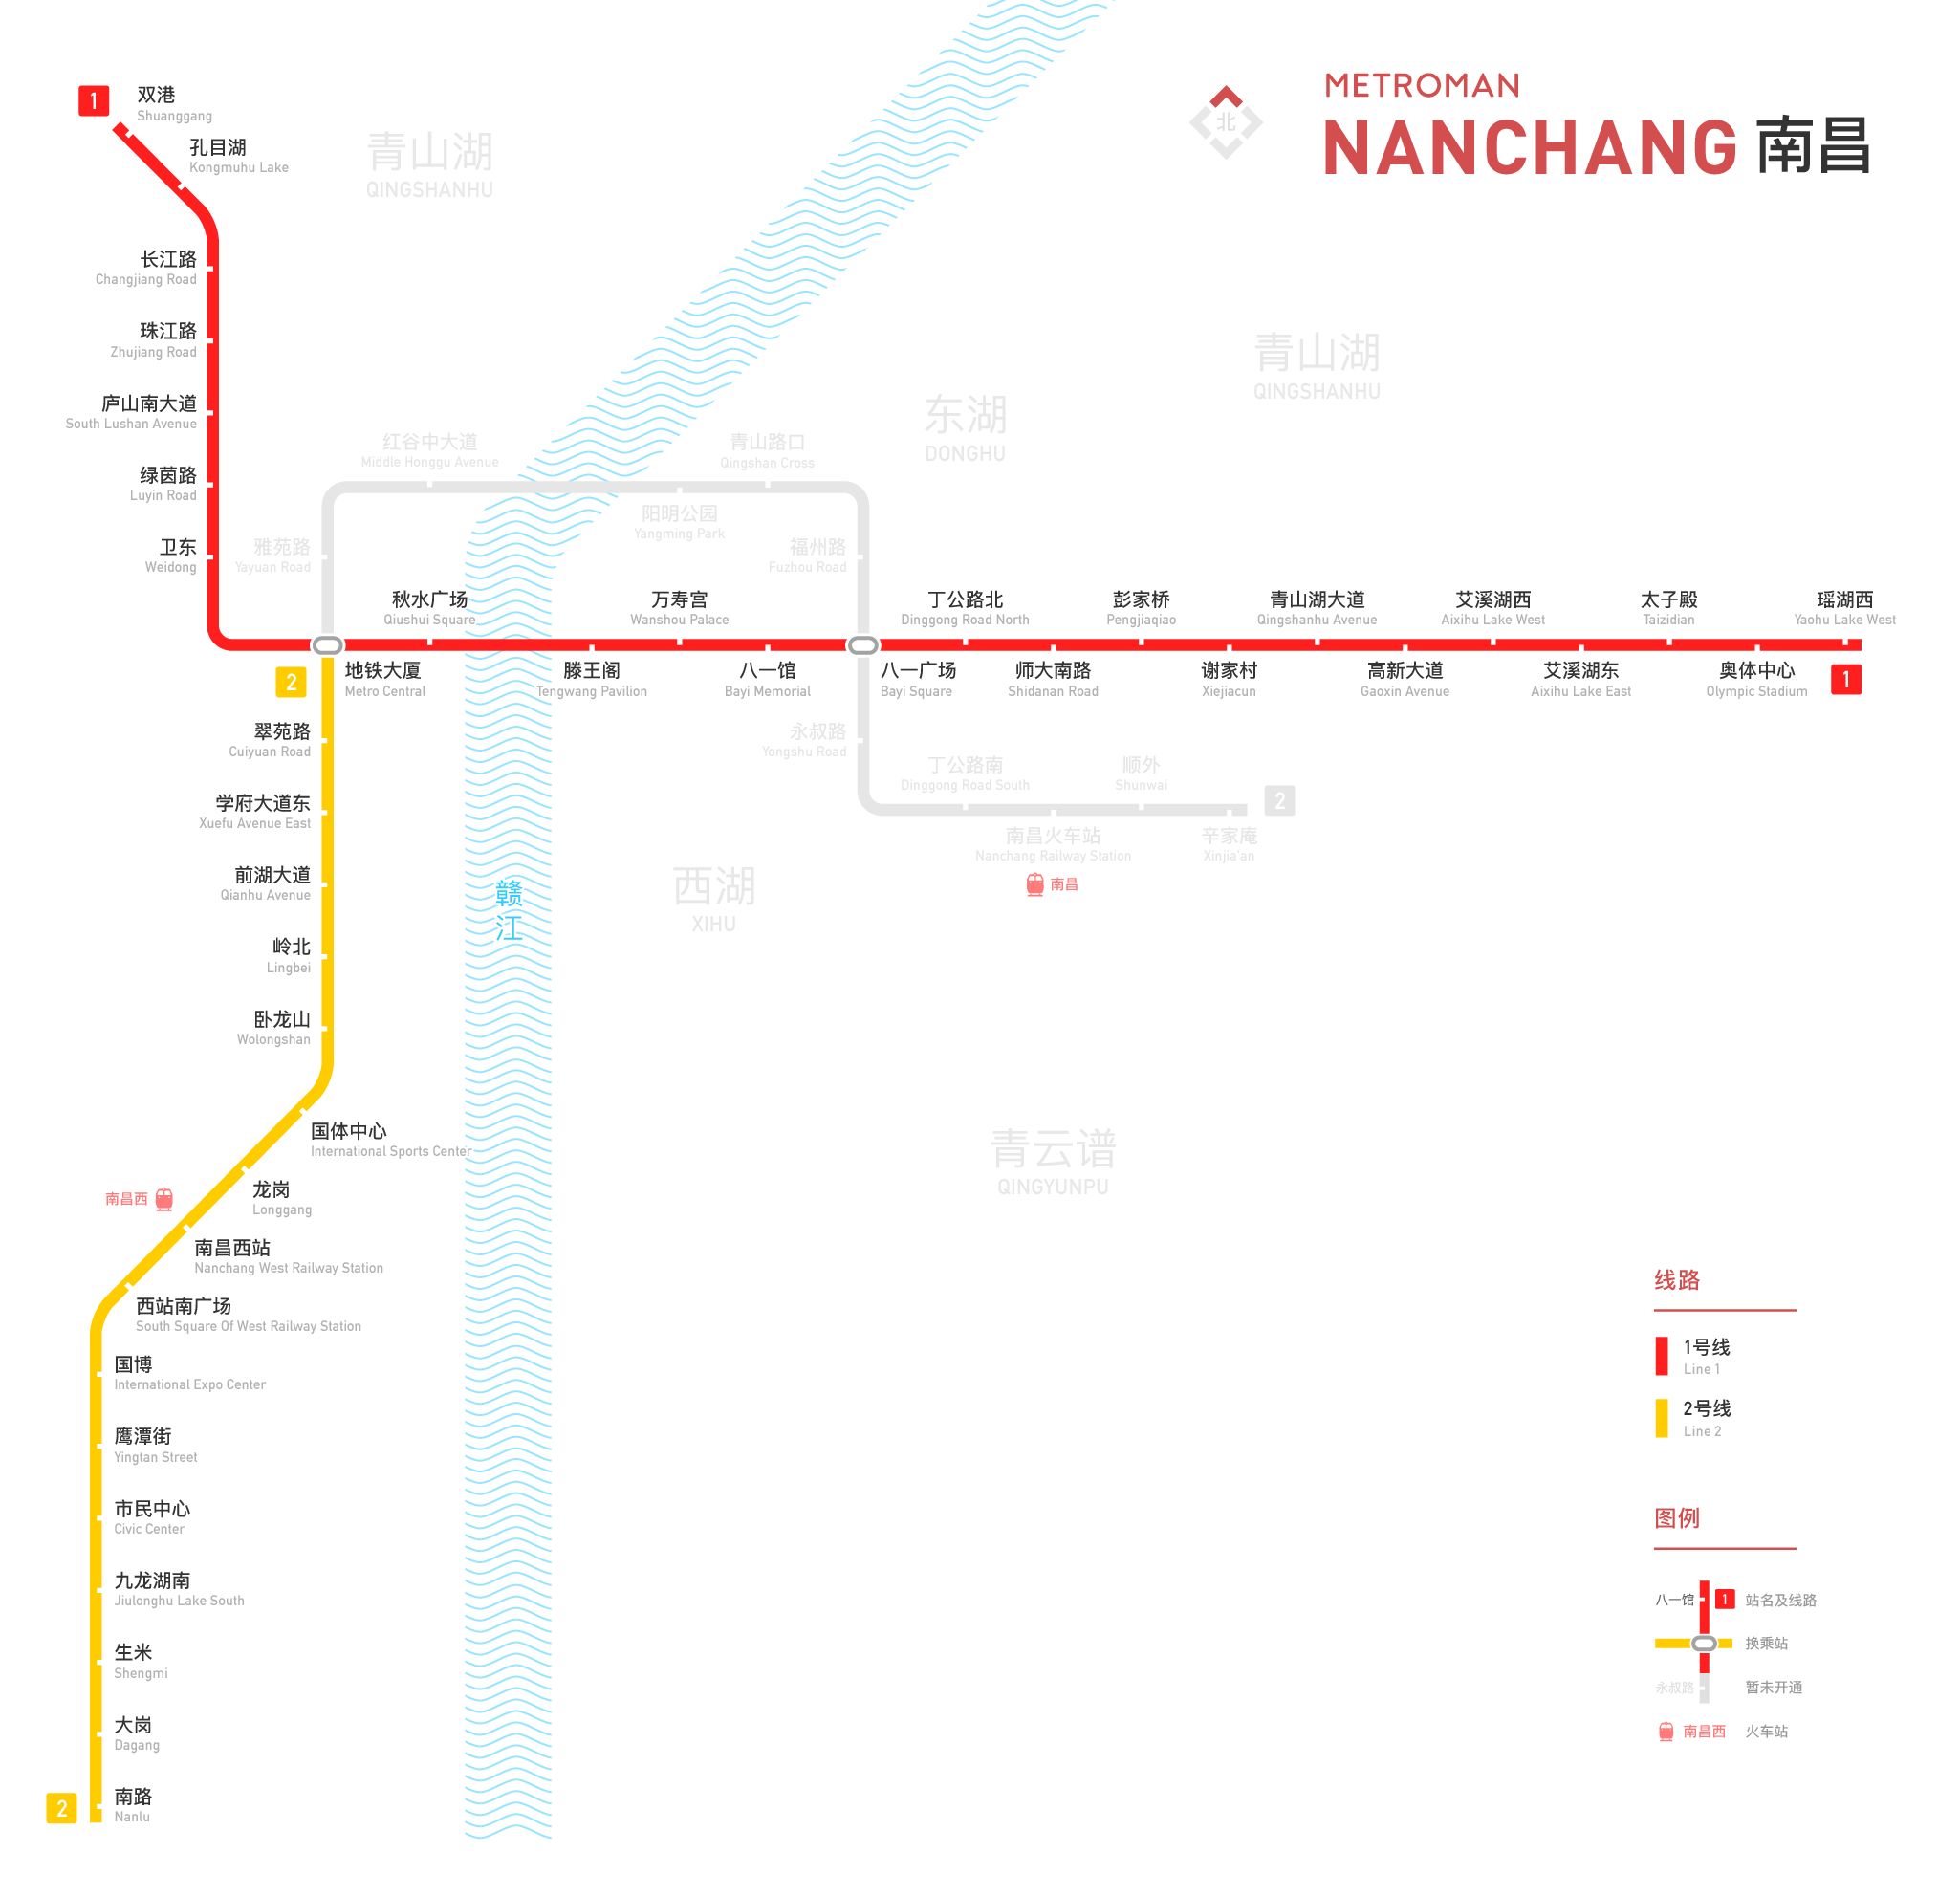 METROMAN
NANCHANG 南昌
北
1
双港
Shuanggang
孔目湖
Kongmuhu Lake
青山湖
QINGSHANHU
长江路
Changjiang Road
珠江路
Zhujiang Road
庐山南大道
South Lushan Avenue
绿茵路
Luyin Road
卫东
Weidong
青山湖
QINGSHANHU
东湖
DONGHU
红谷中大道
Middle Honggu Avenue
青山路口
Qingshan Cross
阳明公园
Yangming Park
雅苑路
Yayuan Road
福州路
Fuzhou Road
秋水广场
Qiushui Square
万寿宫
Wanshou Palace
丁公路北
Dinggong Road North
彭家桥
Pengjiaqiao
青山湖大道
Qingshanhu Avenue
艾溪湖西
Aixihu Lake West
太子殿
Taizidian
瑶湖西
Yaohu Lake West
2
地铁大厦
Metro Central
滕王阁
Tengwang Pavilion
八一馆
Bayi Memorial
八一广场
Bayi Square
师大南路
Shidanan Road
谢家村
Xiejiacun
高新大道
Gaoxin Avenue
艾溪湖东
Aixihu Lake East
奥体中心
Olympic Stadium
1
翠苑路
Cuiyuan Road
永叔路
Yongshu Road
丁公路南
Dinggong Road South
顺外
Shunwai
2
南昌火车站
Nanchang Railway Station
辛家庵
Xinjia'an
南昌
学府大道东
Xuefu Avenue East
前湖大道
Qianhu Avenue
赣
江
西湖
XIHU
岭北
Lingbei
卧龙山
Wolongshan
国体中心
International Sports Center
青云谱
QINGYUNPU
龙岗
Longgang
南昌西
南昌西站
Nanchang West Railway Station
西站南广场
South Square Of West Railway Station
国博
International Expo Center
鹰潭街
Yingtan Street
市民中心
Civic Center
九龙湖南
Jiulonghu Lake South
生米
Shengmi
大岗
Dagang
南路
Nanlu
2
线路
1号线
Line 1
2号线
Line 2
图例
八一馆 1 站名及线路
换乘站
永叔路 暂未开通
南昌西 火车站